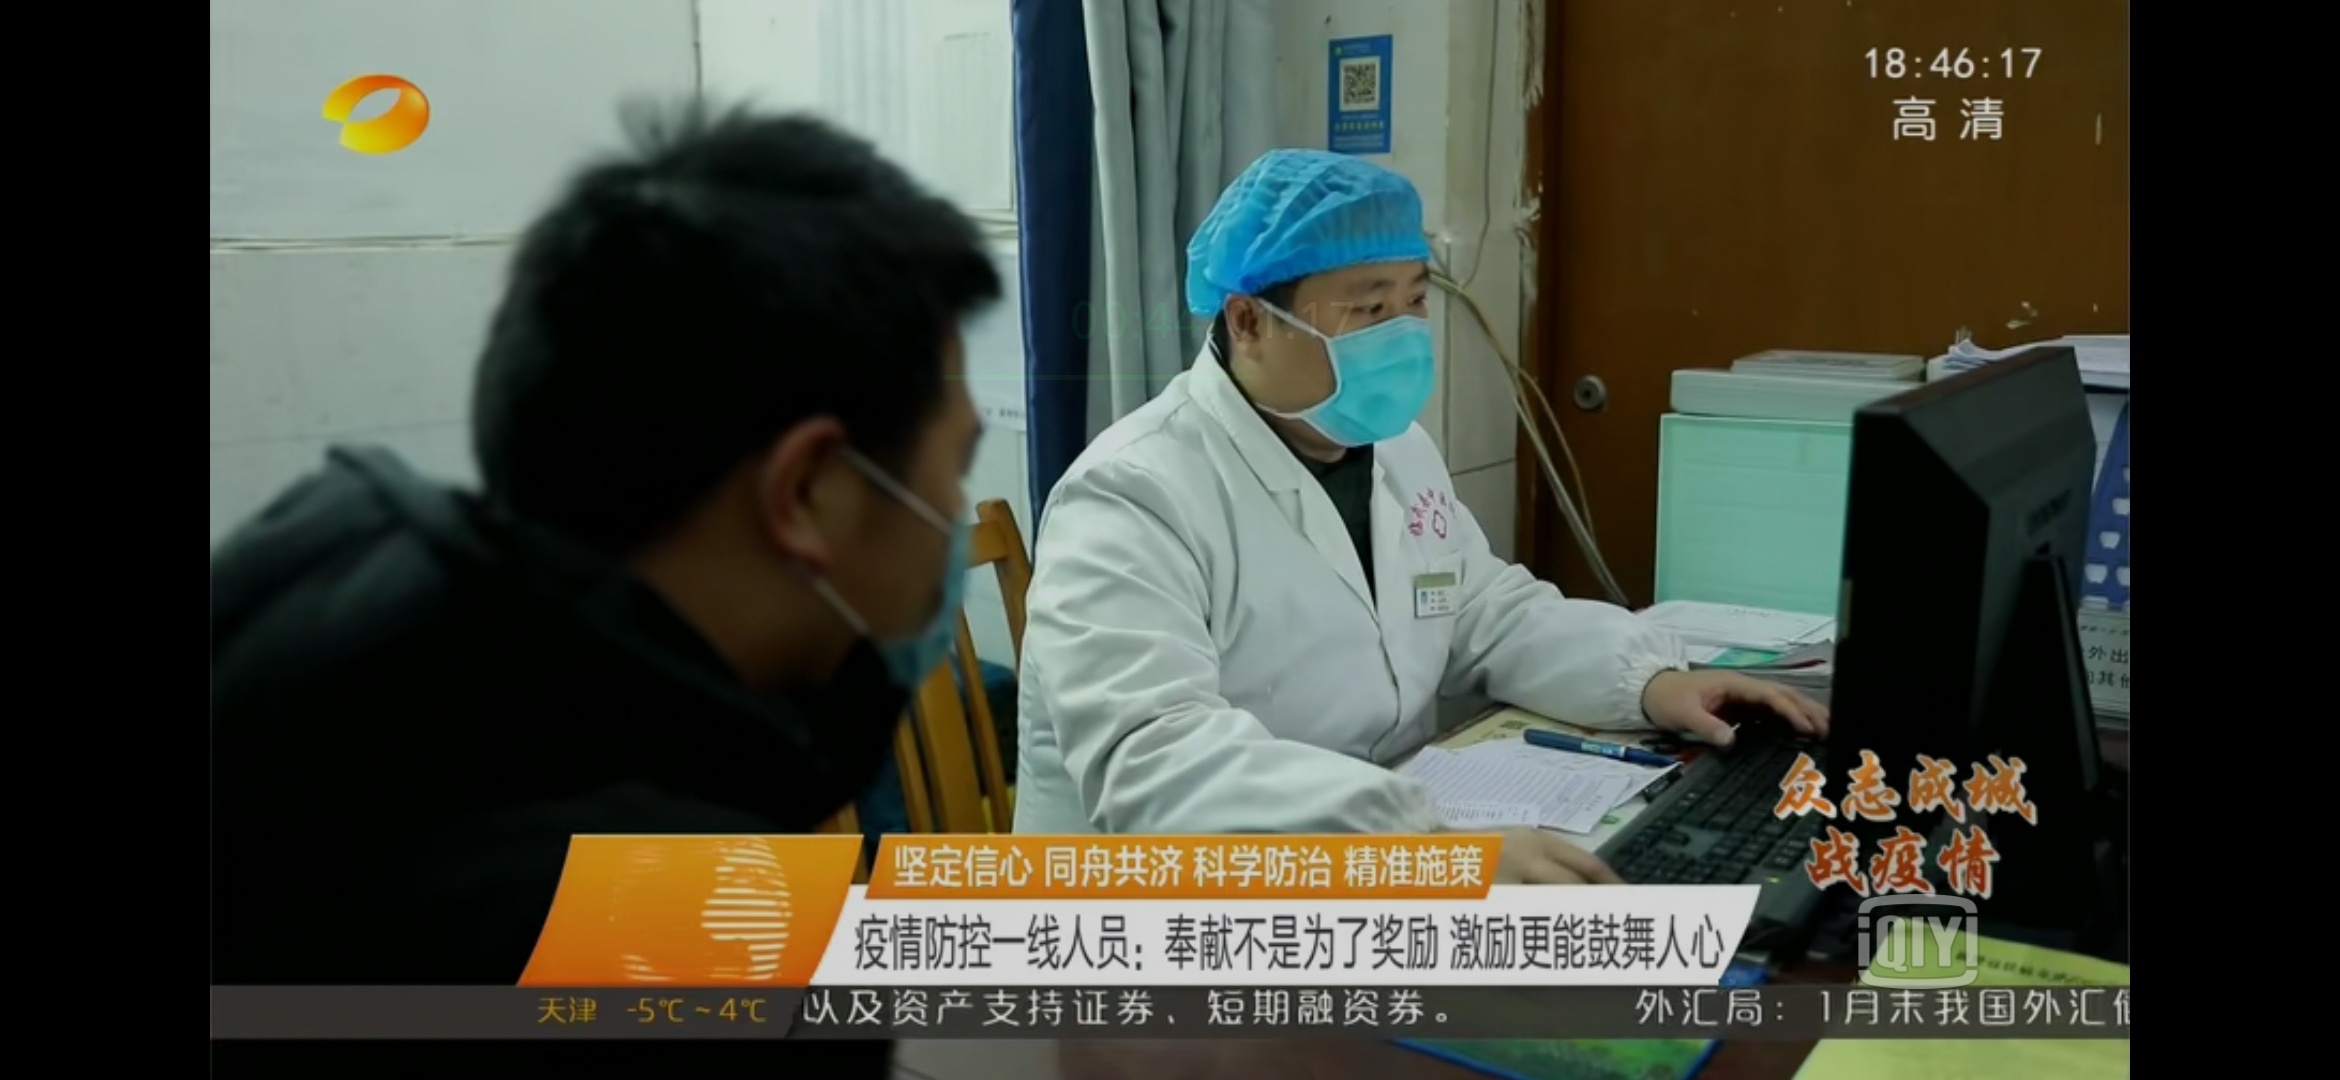 18:46:17
高清
众志成城
战疫情
iQIYI
坚定信心 同舟共济 科学防治 精准施策
疫情防控一线人员：奉献不是为了奖励 激励更能鼓舞人心
天津 -5℃~4℃ 以及资产支持证券、短期融资券。 外汇局：1月末我国外汇
外出
其他